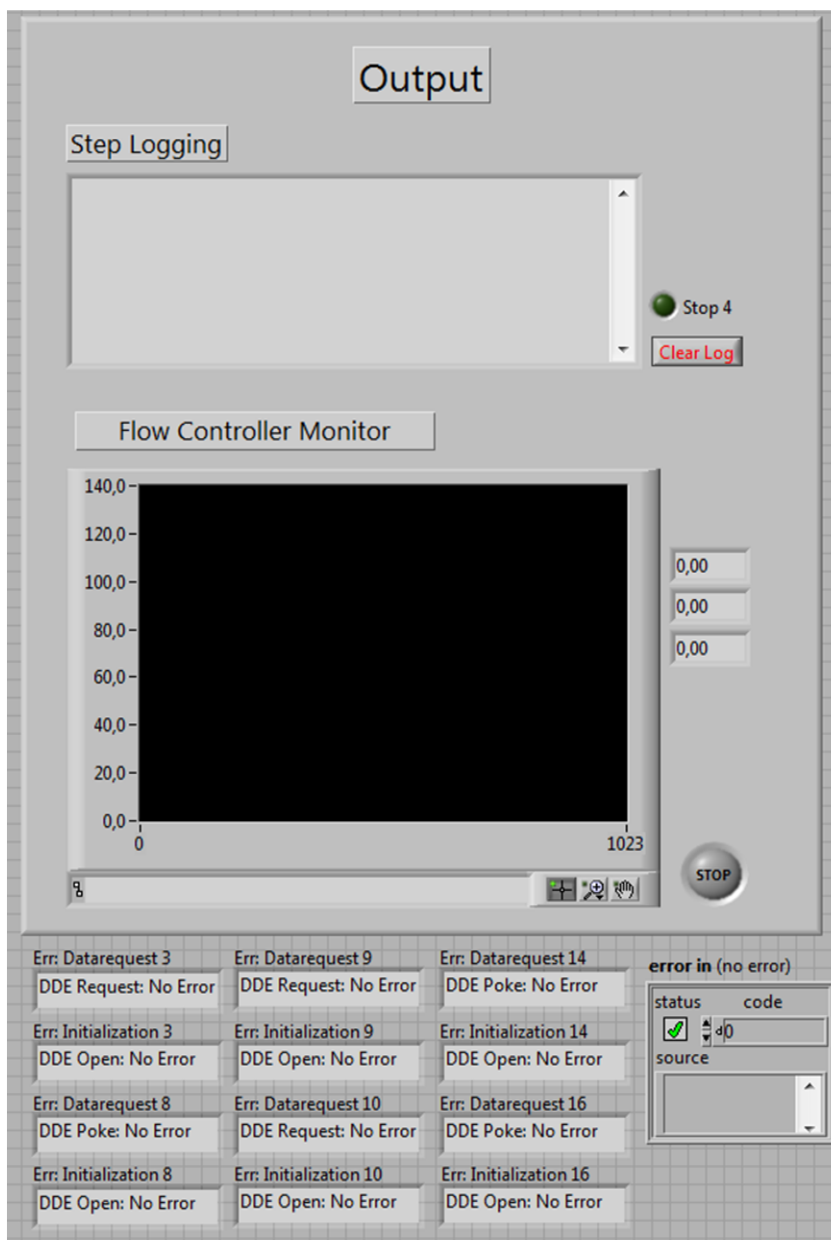 Output
Step Logging
Stop 4
Clear Log
Flow Controller Monitor
140,0
120,0
100,0
80,0
60,0
40,0
20,0
0,0
0
1023
0,00
0,00
0,00
STOP
Err: Datarequest 3
DDE Request: No Error
Err: Datarequest 9
DDE Request: No Error
Err: Datarequest 14
DDE Poke: No Error
Err: Initialization 3
DDE Open: No Error
Err: Initialization 9
DDE Open: No Error
Err: Initialization 14
DDE Open: No Error
Err: Datarequest 8
DDE Poke: No Error
Err: Datarequest 10
DDE Request: No Error
Err: Datarequest 16
DDE Poke: No Error
Err: Initialization 8
DDE Open: No Error
Err: Initialization 10
DDE Open: No Error
Err: Initialization 16
DDE Open: No Error
error in (no error)
status
code
d0
source